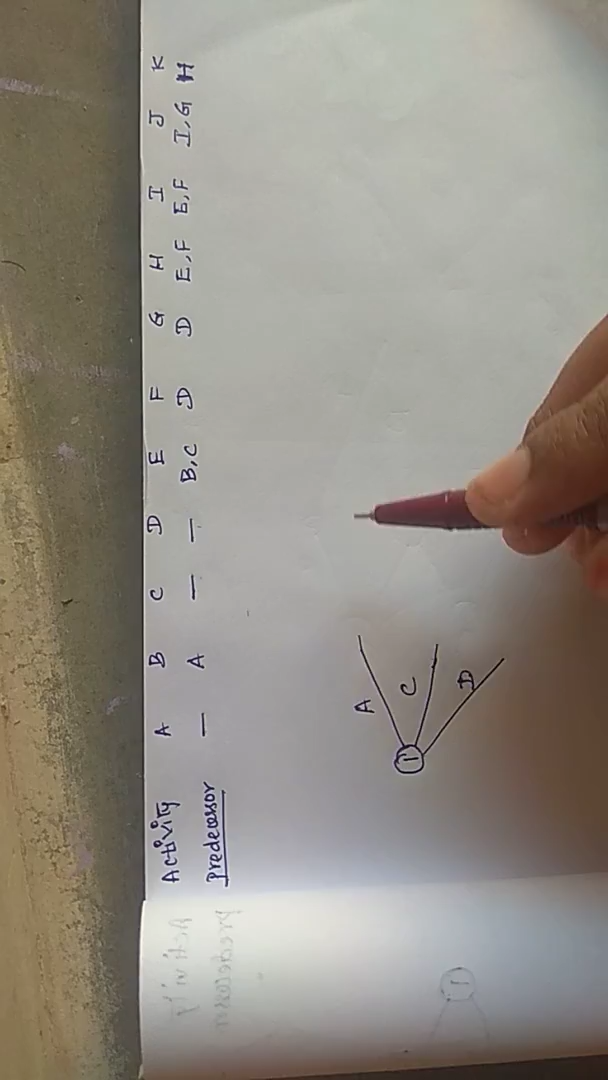 Activity A B C D E F G H I J K
Predecessor — A — — B,C D D E,F E,F I,G H
A
C
D
1